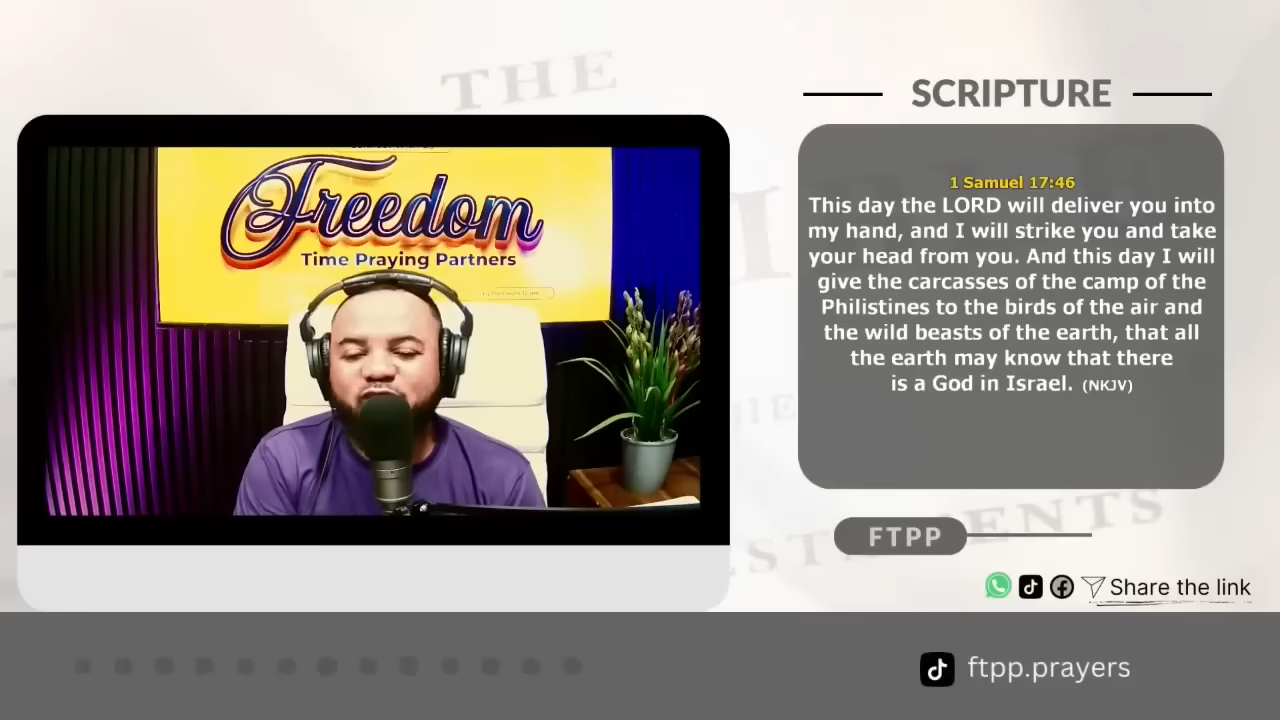 THE
SCRIPTURE
Freedom
Time Praying Partners
1 Samuel 17:46
This day the LORD will deliver you into
my hand, and I will strike you and take
your head from you. And this day I will
give the carcasses of the camp of the
Philistines to the birds of the air and
the wild beasts of the earth, that all
the earth may know that there
is a God in Israel. (NKJV)
FTPP
Share the link
ftpp.prayers